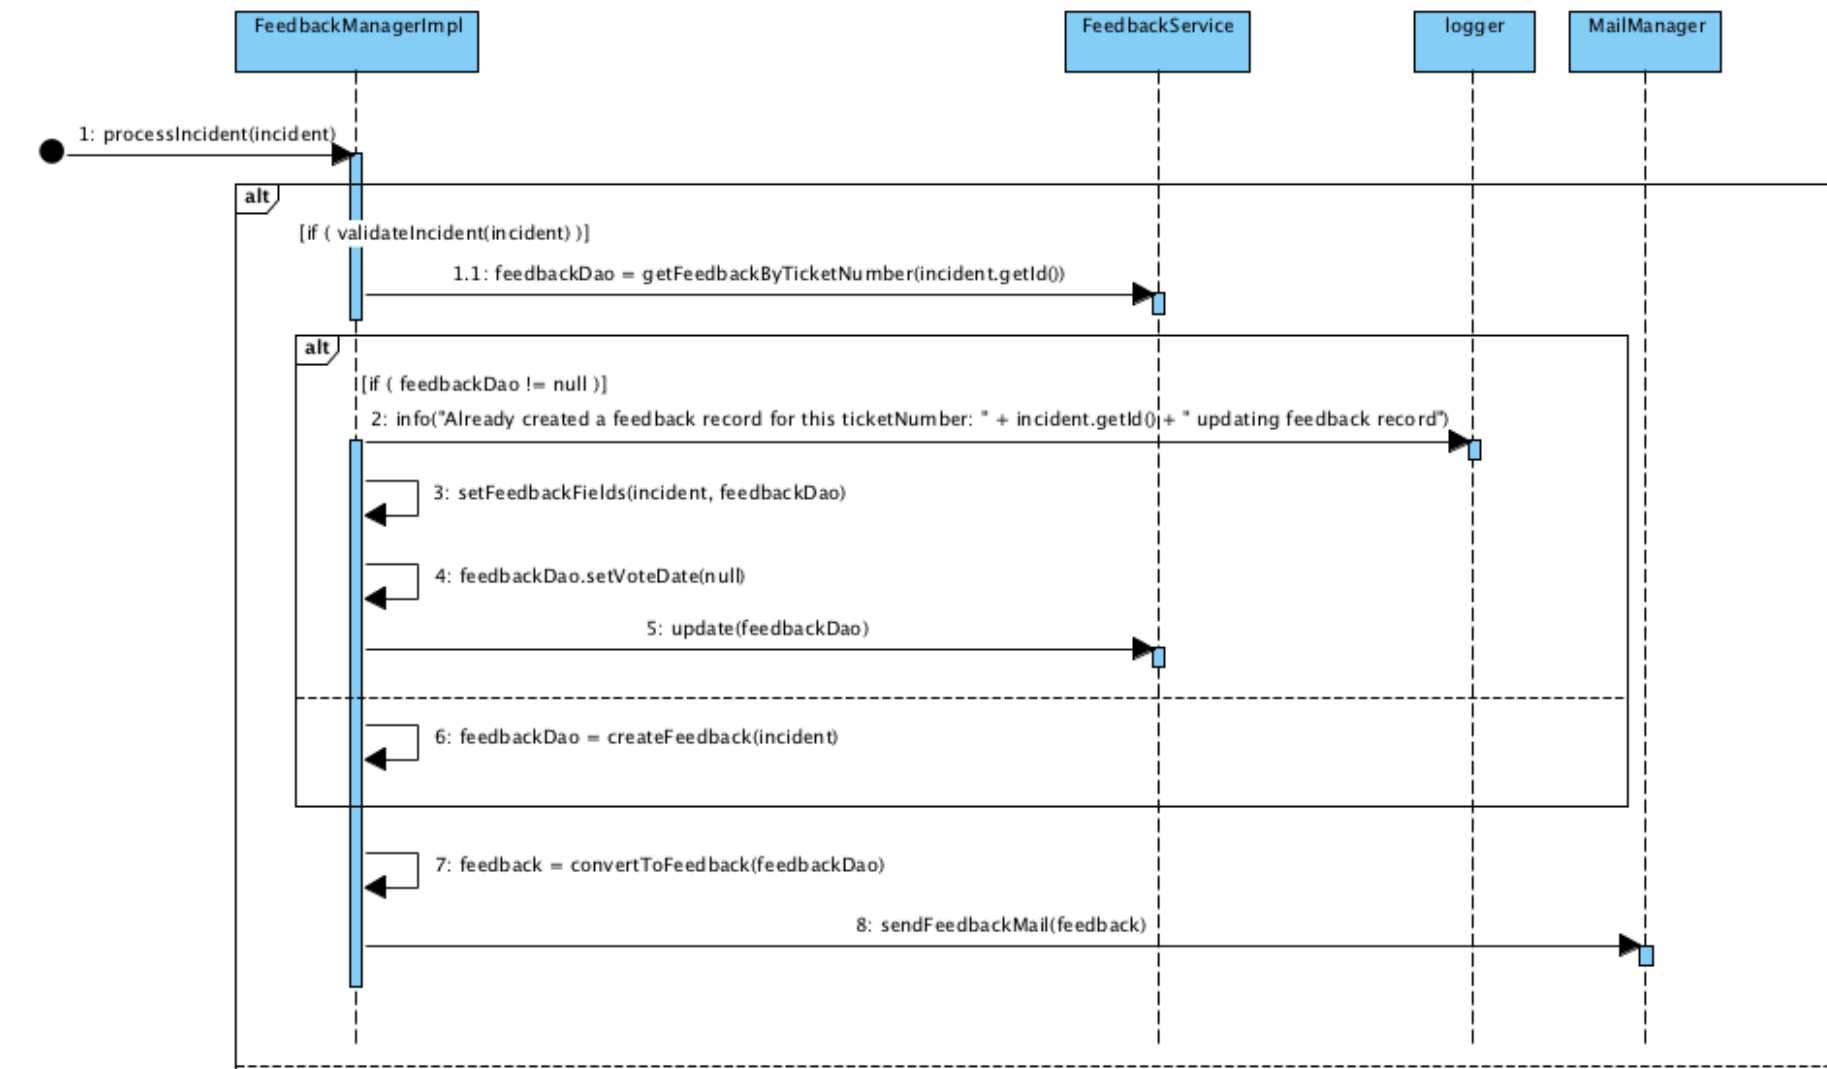 FeedbackManagerImpl
FeedbackService
logger
MailManager
1: processIncident(incident)
alt
[if ( validateIncident(incident) )]
1.1: feedbackDao = getFeedbackByTicketNumber(incident.getId())
alt
[if ( feedbackDao != null )]
2: info("Already created a feedback record for this ticketNumber: " + incident.getId() + " updating feedback record")
3: setFeedbackFields(incident, feedbackDao)
4: feedbackDao.setVoteDate(null)
5: update(feedbackDao)
6: feedbackDao = createFeedback(incident)
7: feedback = convertToFeedback(feedbackDao)
8: sendFeedbackMail(feedback)